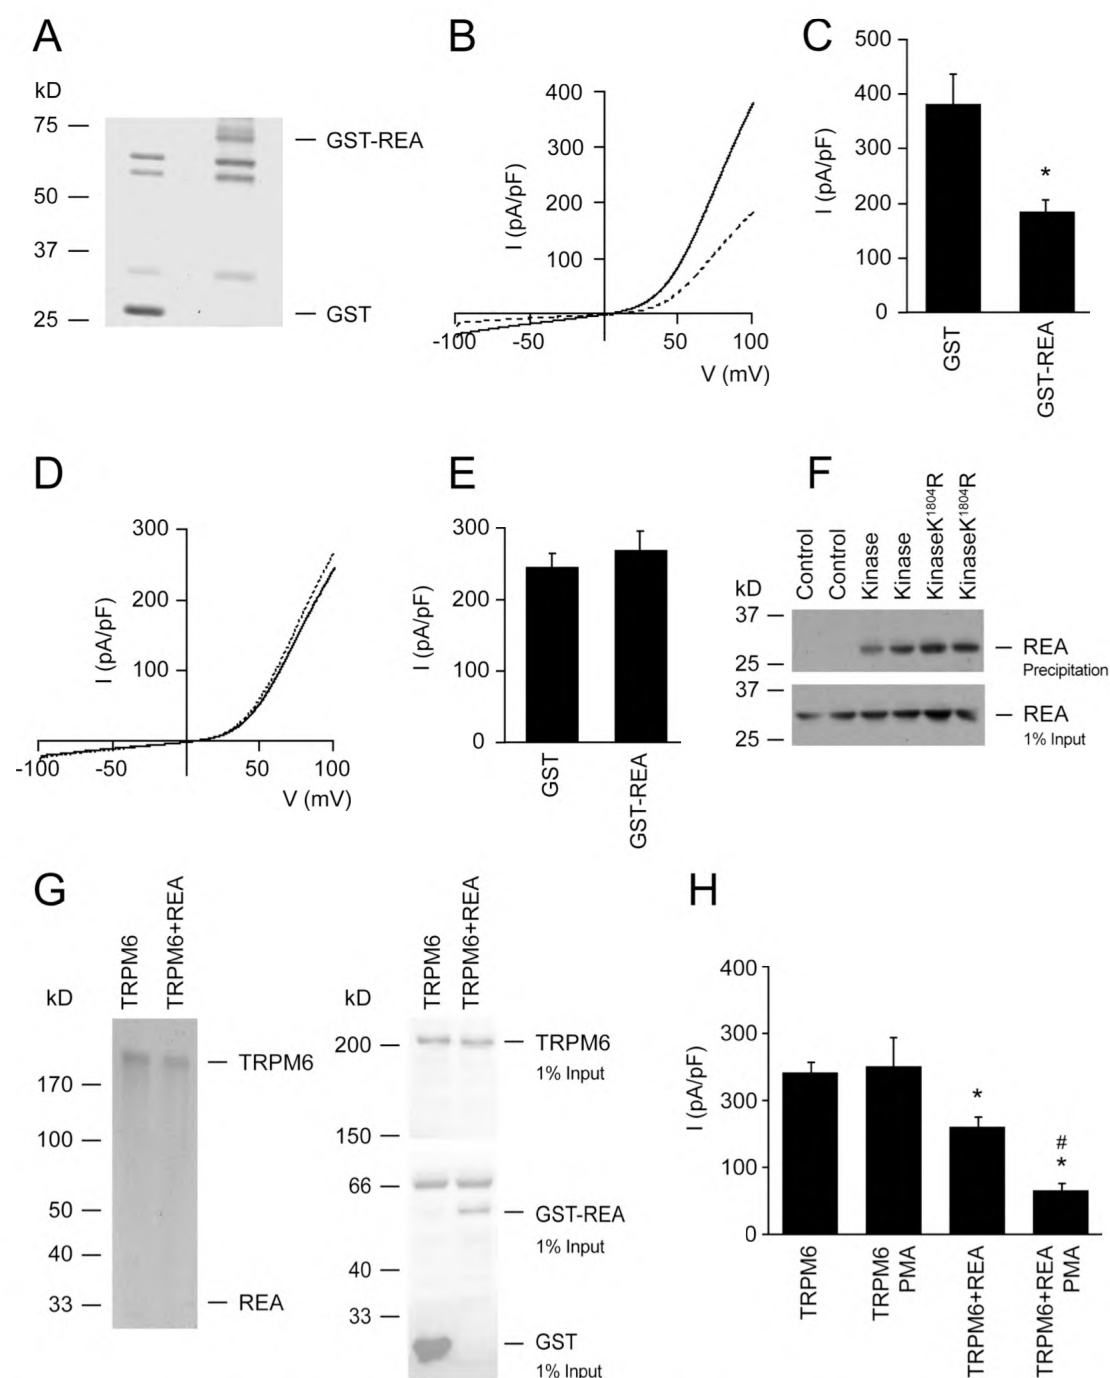 A
kD
75
GST-REA
50
37
25
GST
B
I (pA/pF)
400
300
200
100
-100
-50
50
100
V (mV)
C
I (pA/pF)
500
400
300
200
100
0
*
GST
GST-REA
D
I (pA/pF)
300
200
100
-100
-50
50
100
V (mV)
E
I (pA/pF)
300
200
100
0
GST
GST-REA
F
Control
Control
Kinase
Kinase
KinaseK¹⁸⁰⁴R
KinaseK¹⁸⁰⁴R
kD
37
25
REA
Precipitation
37
25
REA
1% Input
G
TRPM6
TRPM6+REA
kD
TRPM6
170
100
50
40
33
REA
TRPM6
TRPM6+REA
kD
200
TRPM6
1% Input
150
66
GST-REA
1% Input
40
33
GST
1% Input
H
I (pA/pF)
400
300
300
100
0
*
#
*
TRPM6
TRPM6
PMA
TRPM6+REA
TRPM6+REA
PMA